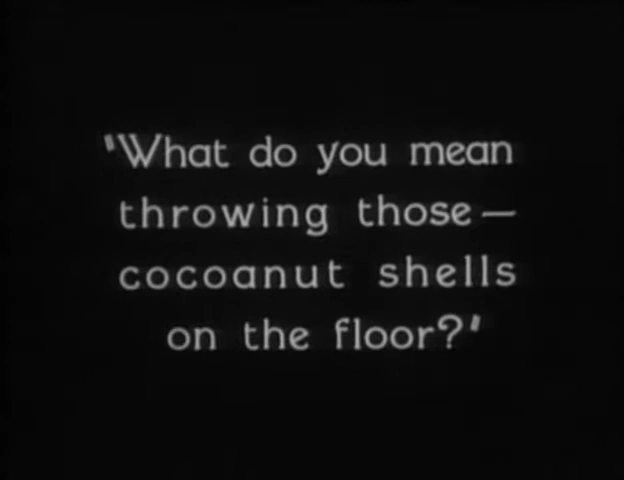 'What do you mean
throwing those—
cocoanut shells
on the floor?'